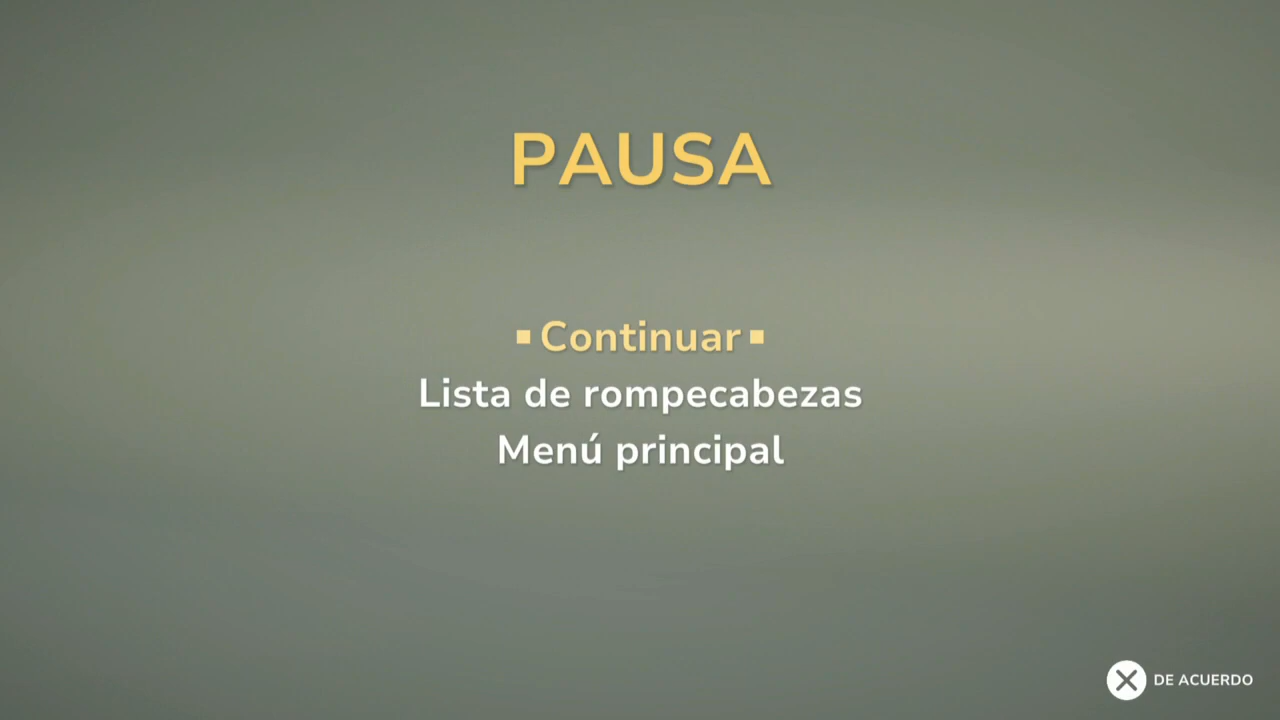 PAUSA
Continuar
Lista de rompecabezas
Menú principal
DE ACUERDO